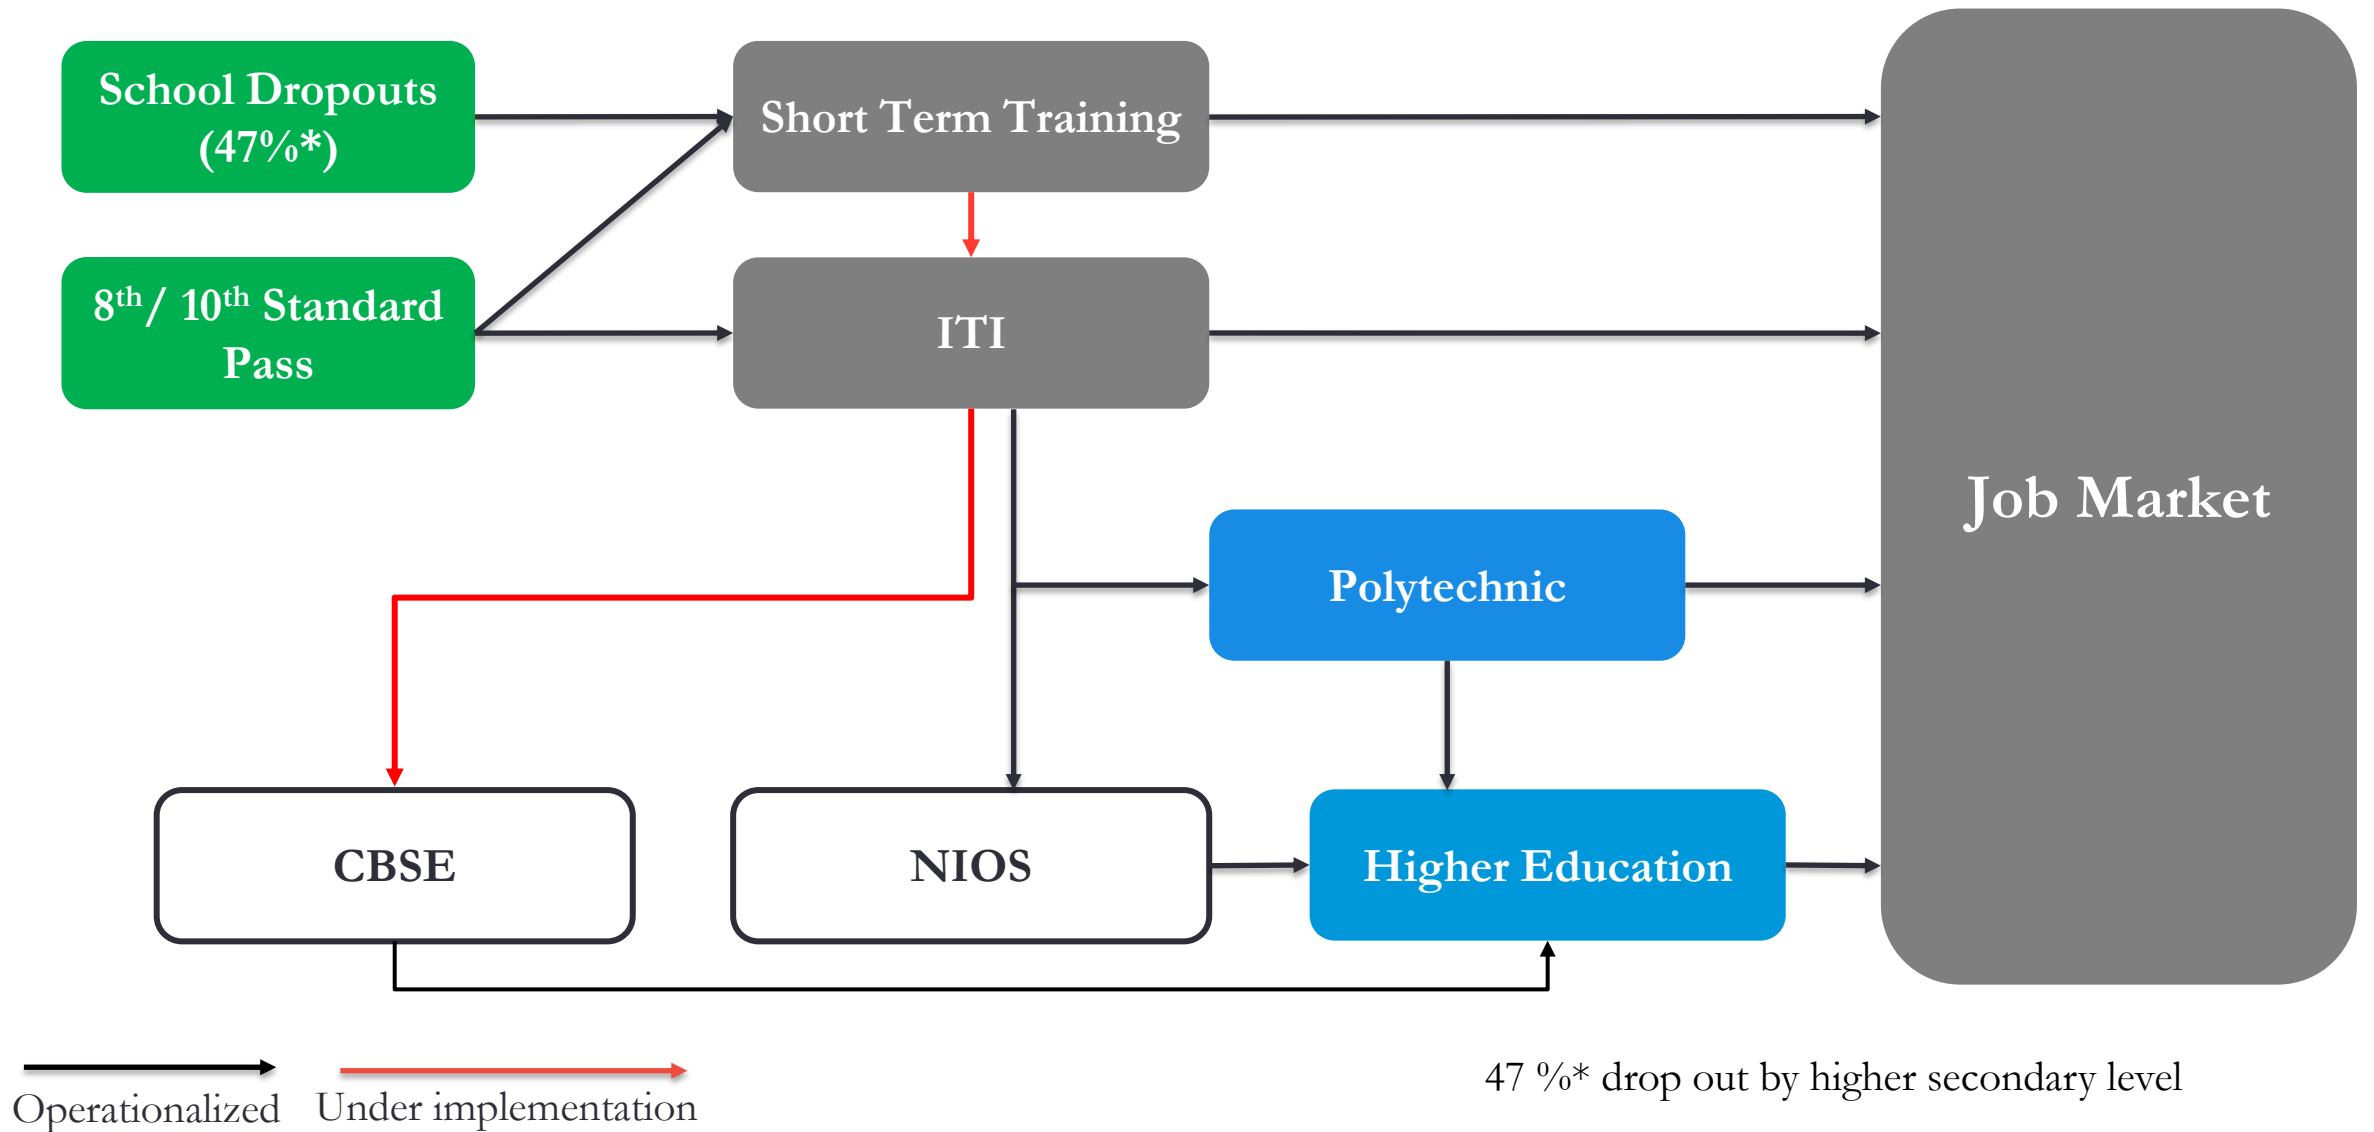 School Dropouts
(47%*)
Short Term Training
8th/ 10th Standard
Pass
ITI
Job Market
Polytechnic
CBSE
NIOS
Higher Education
Operationalized
Under implementation
47 %* drop out by higher secondary level